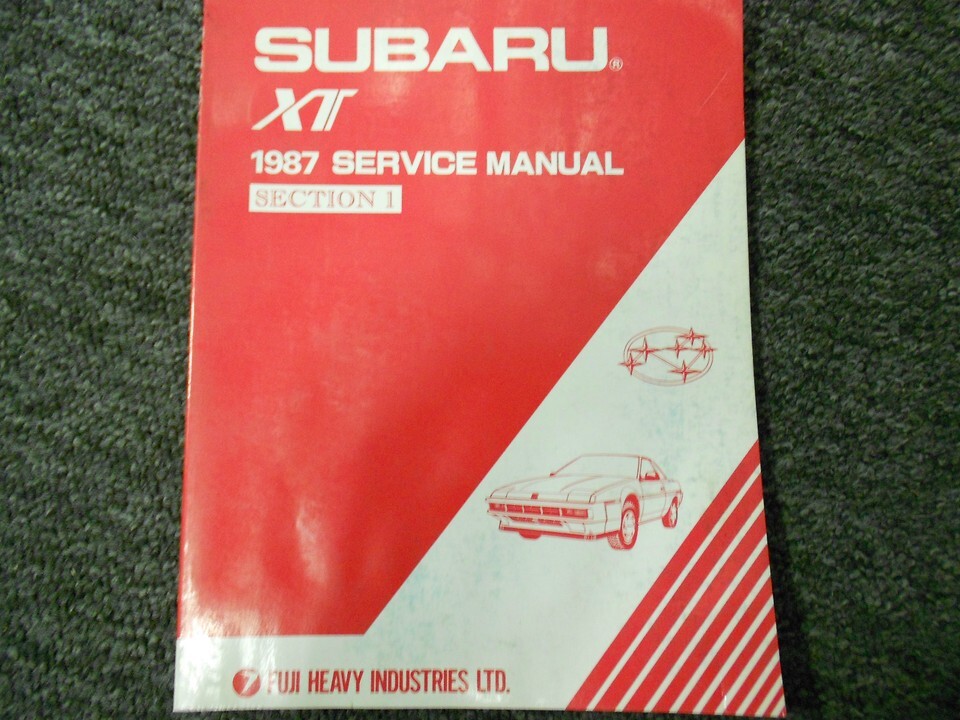 SUBARU®
XT
1987 SERVICE MANUAL
SECTION 1
FUJI HEAVY INDUSTRIES LTD.